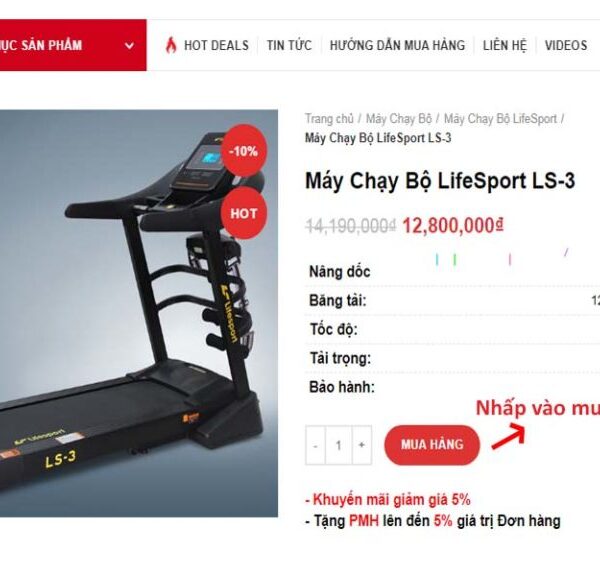 ỤC SẢN PHẨM
HOT DEALS
TIN TỨC
HƯỚNG DẪN MUA HÀNG
LIÊN HỆ
VIDEOS
-10%
HOT
Lifesport
Lifesport
LS-3
Trang chủ / Máy Chạy Bộ / Máy Chạy Bộ LifeSport /
Máy Chạy Bộ LifeSport LS-3
Máy Chạy Bộ LifeSport LS-3
14,190,000₫ 12,800,000₫
Nâng dốc
Băng tải: 12
Tốc độ:
Tải trọng:
Bảo hành:
Nhấp vào mu
- 1 + MUA HÀNG
- Khuyến mãi giảm giá 5%
- Tặng PMH lên đến 5% giá trị Đơn hàng